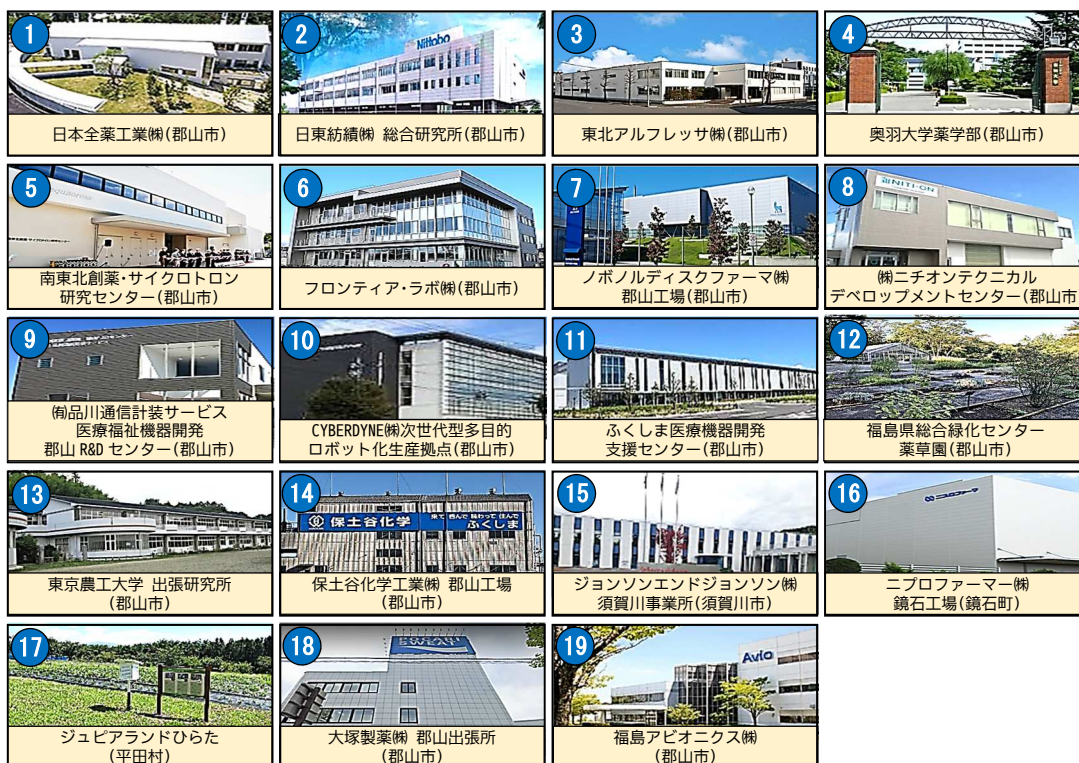 1
日本全薬工業㈱(郡山市)
2
Nittobo
日東紡績㈱ 総合研究所(郡山市)
3
東北アルフレッサ㈱(郡山市)
4
奥羽大学薬学部(郡山市)
5
南東北創薬・サイクロトロン
研究センター(郡山市)
6
フロンティア・ラボ㈱(郡山市)
7
ノボノルディスクファーマ㈱
郡山工場(郡山市)
8
NITI-ON
㈱ニチオンテクニカル
デベロップメントセンター(郡山市
9
㈲品川通信計装サービス
医療福祉機器開発
郡山 R&D センター(郡山市)
10
CYBERDYNE㈱次世代型多目的
ロボット化生産拠点(郡山市)
11
ふくしま医療機器開発
支援センター(郡山市)
12
福島県総合緑化センター
薬草園(郡山市)
13
東京農工大学 出張研究所
(郡山市)
14
保土谷化学
来て 呑んで 味わって 住んで
ふくしま
保土谷化学工業㈱ 郡山工場
(郡山市)
15
ジョンソンエンドジョンソン㈱
須賀川事業所(須賀川市)
16
ニプロファーマ
ニプロファーマー㈱
鏡石工場(鏡石町)
17
ジュピアランドひらた
(平田村)
18
SWEAT
大塚製薬㈱ 郡山出張所
(郡山市)
19
Avio
福島アビオニクス㈱
(郡山市)